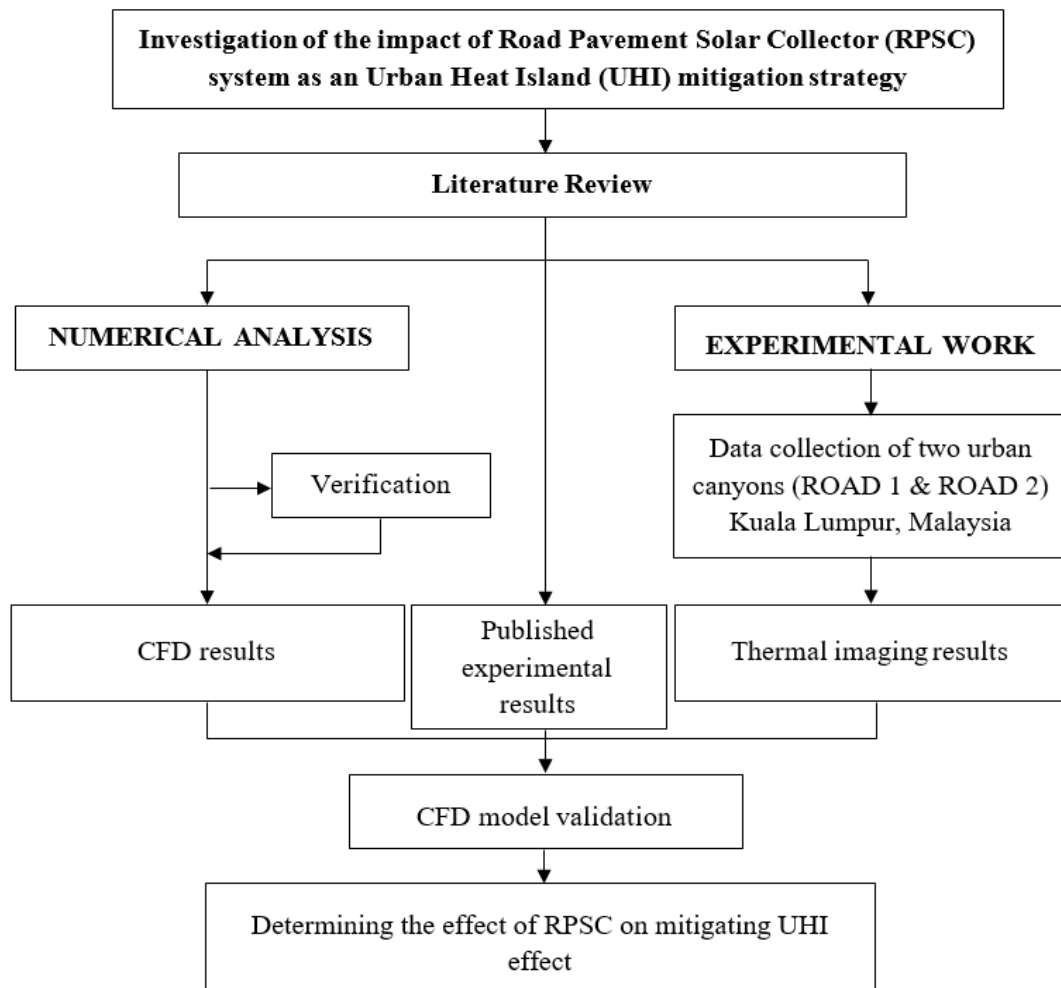 Investigation of the impact of Road Pavement Solar Collector (RPSC)
system as an Urban Heat Island (UHI) mitigation strategy
Literature Review
NUMERICAL ANALYSIS
EXPERIMENTAL WORK
Data collection of two urban
canyons (ROAD 1 & ROAD 2)
Kuala Lumpur, Malaysia
Verification
CFD results
Published
experimental
results
Thermal imaging results
CFD model validation
Determining the effect of RPSC on mitigating UHI
effect